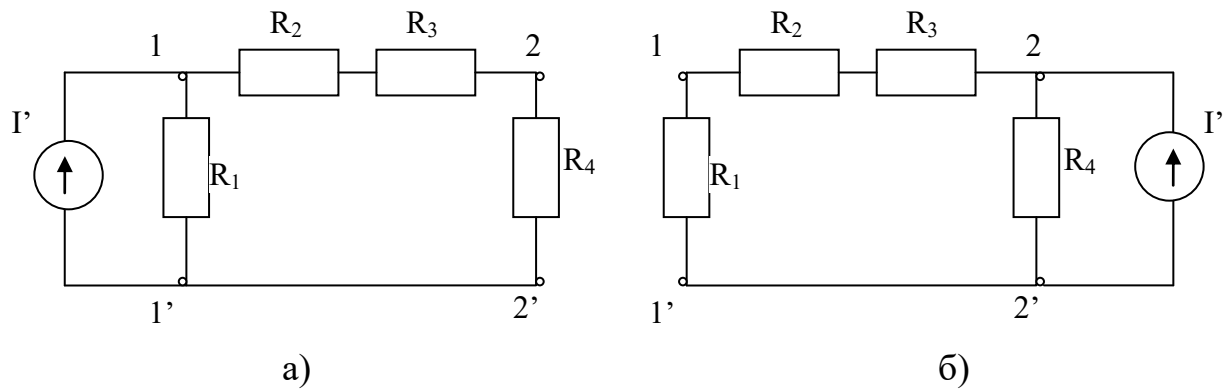 1 R₂ R₃ 2
I’ R₁ R₄
1’ 2’
а)
1 R₂ R₃ 2
R₁ R₄ I’
1’ 2’
б)